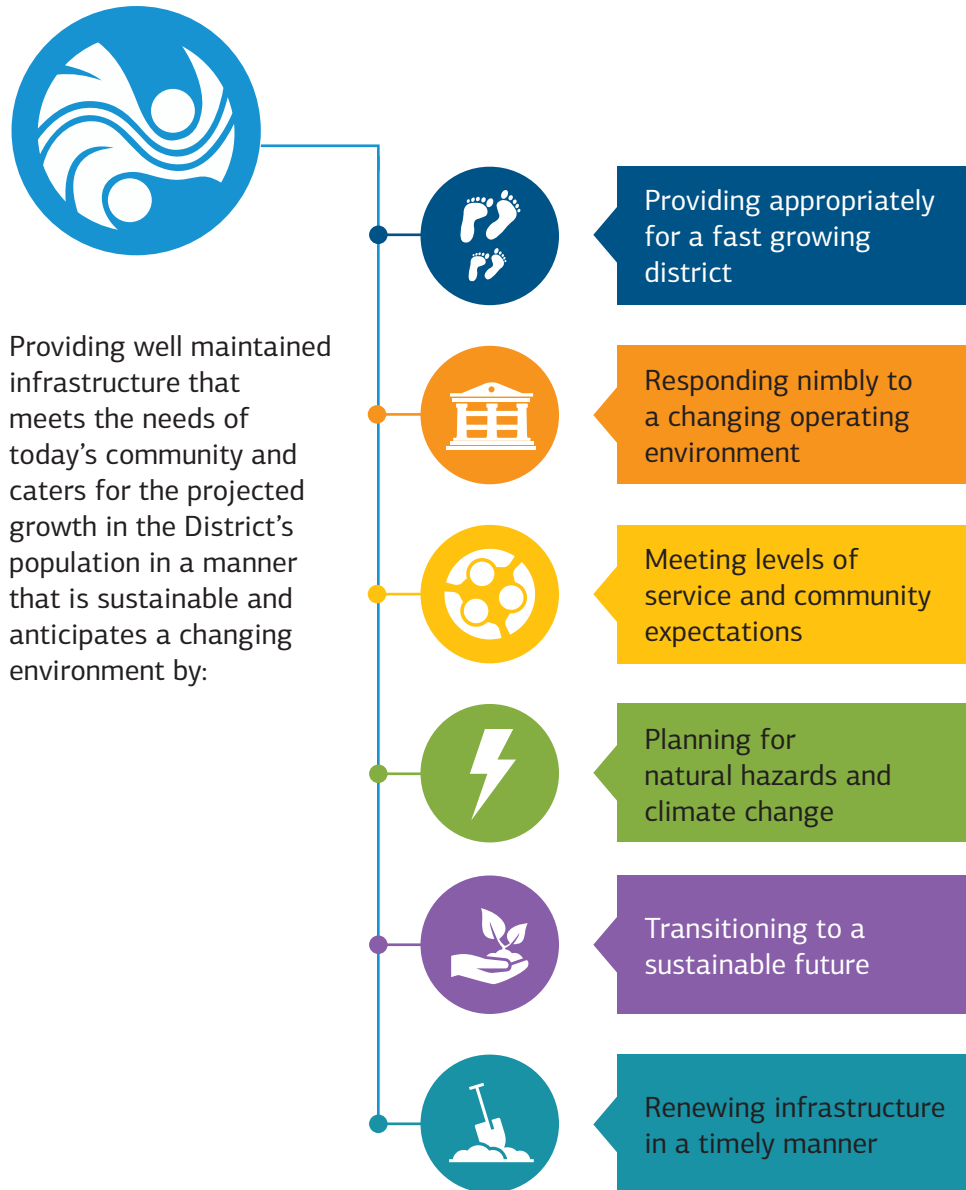 Providing well maintained
infrastructure that
meets the needs of
today’s community and
caters for the projected
growth in the District’s
population in a manner
that is sustainable and
anticipates a changing
environment by:
Providing appropriately
for a fast growing
district
Responding nimbly to
a changing operating
environment
Meeting levels of
service and community
expectations
Planning for
natural hazards and
climate change
Transitioning to a
sustainable future
Renewing infrastructure
in a timely manner